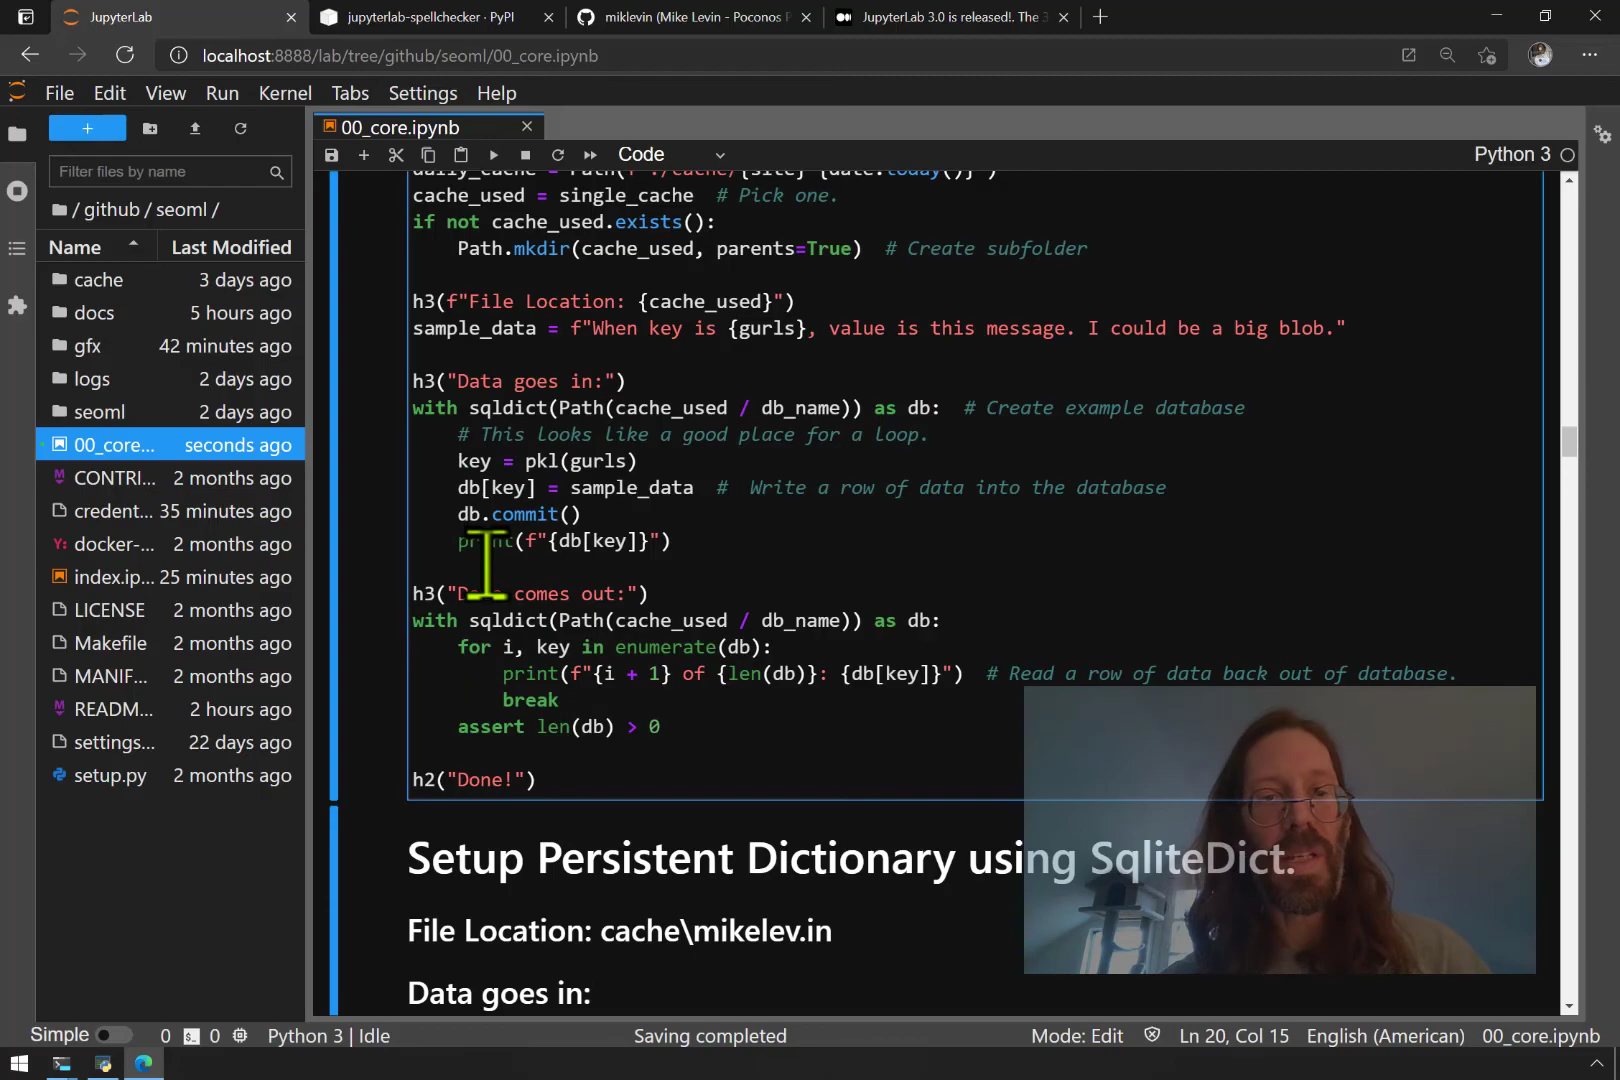 JupyterLab
jupyterlab-spellchecker · PyPI
miklevin (Mike Levin - Poconos P
JupyterLab 3.0 is released!. The 3
localhost:8888/lab/tree/github/seoml/00_core.ipynb
File Edit View Run Kernel Tabs Settings Help
00_core.ipynb
Code
Python 3
Filter files by name
/ github / seoml /
Name Last Modified
cache 3 days ago
docs 5 hours ago
gfx 42 minutes ago
logs 2 days ago
seoml 2 days ago
00_core... seconds ago
CONTRI... 2 months ago
credent... 35 minutes ago
docker-... 2 months ago
index.ip... 25 minutes ago
LICENSE 2 months ago
Makefile 2 months ago
MANIF... 2 months ago
READM... 2 hours ago
settings... 22 days ago
setup.py 2 months ago
daily_cache = Path(f"./cache/{site} {date.today()}")
cache_used = single_cache  # Pick one.
if not cache_used.exists():
    Path.mkdir(cache_used, parents=True)  # Create subfolder
h3(f"File Location: {cache_used}")
sample_data = f"When key is {gurls}, value is this message. I could be a big blob."
h3("Data goes in:")
with sqldict(Path(cache_used / db_name)) as db:  # Create example database
    # This looks like a good place for a loop.
    key = pkl(gurls)
    db[key] = sample_data  #  Write a row of data into the database
    db.commit()
    print(f"{db[key]}")
h3("Data comes out:")
with sqldict(Path(cache_used / db_name)) as db:
    for i, key in enumerate(db):
        print(f"{i + 1} of {len(db)}: {db[key]}")  # Read a row of data back out of database.
        break
    assert len(db) > 0
h2("Done!")
Setup Persistent Dictionary using SqliteDict.
File Location: cache\mikelev.in
Data goes in:
Simple 0 0 Python 3 | Idle Saving completed Mode: Edit Ln 20, Col 15 English (American) 00_core.ipynb